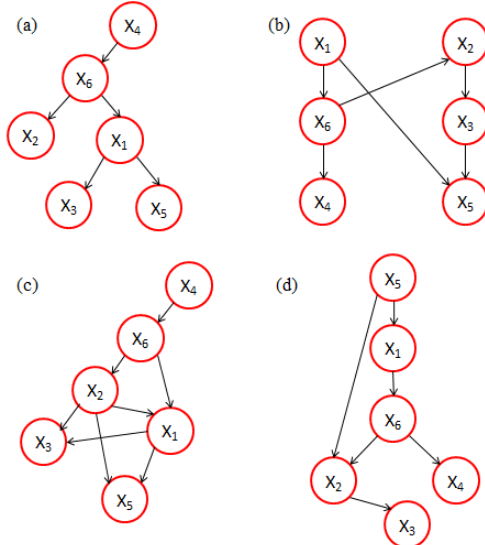 (a)
X₄
X₆
X₂
X₁
X₃
X₅
(b)
X₁
X₂
X₆
X₃
X₄
X₅
(c)
X₄
X₆
X₂
X₃
X₁
X₅
(d)
X₅
X₁
X₆
X₂
X₄
X₃